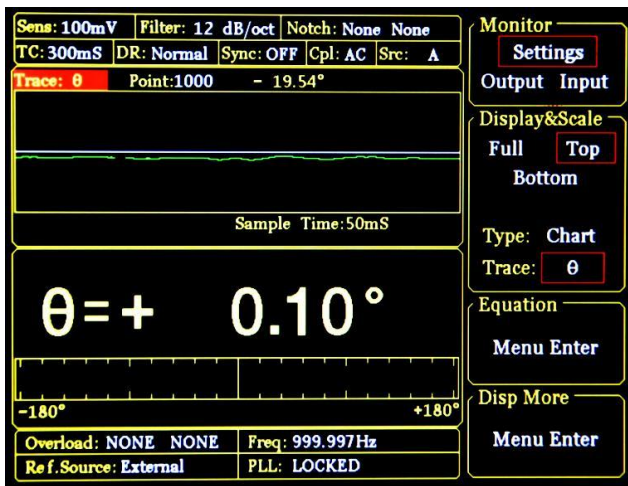 Sens: 100mV Filter: 12 dB/oct Notch: None None
TC: 300mS DR: Normal Sync: OFF Cpl: AC Src: A
Trace: θ Point:1000 - 19.54°
Sample Time:50mS
θ=+ 0.10°
-180° +180°
Overload: NONE NONE Freq: 999.997Hz
Ref.Source: External PLL: LOCKED
Monitor
Settings
Output Input
Display&Scale
Full Top
Bottom
Type: Chart
Trace: θ
Equation
Menu Enter
Disp More
Menu Enter